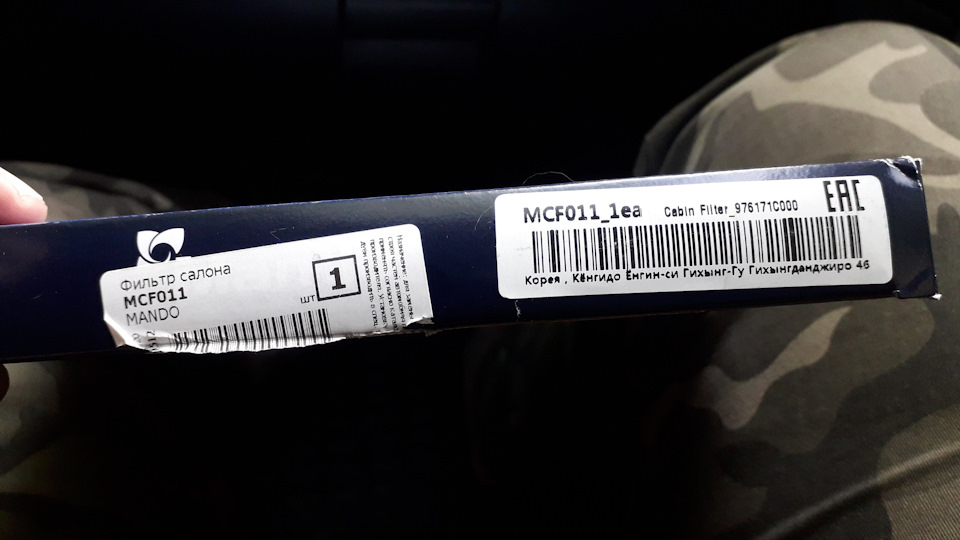 Фильтр салона
MCF011
MANDO
шт
1
MCF011_1ea Cabin Filter_976171C000
EAC
Корея , Кёнгидо Ёнгин-си Гихынг-Гу Гихынгданджиро 46